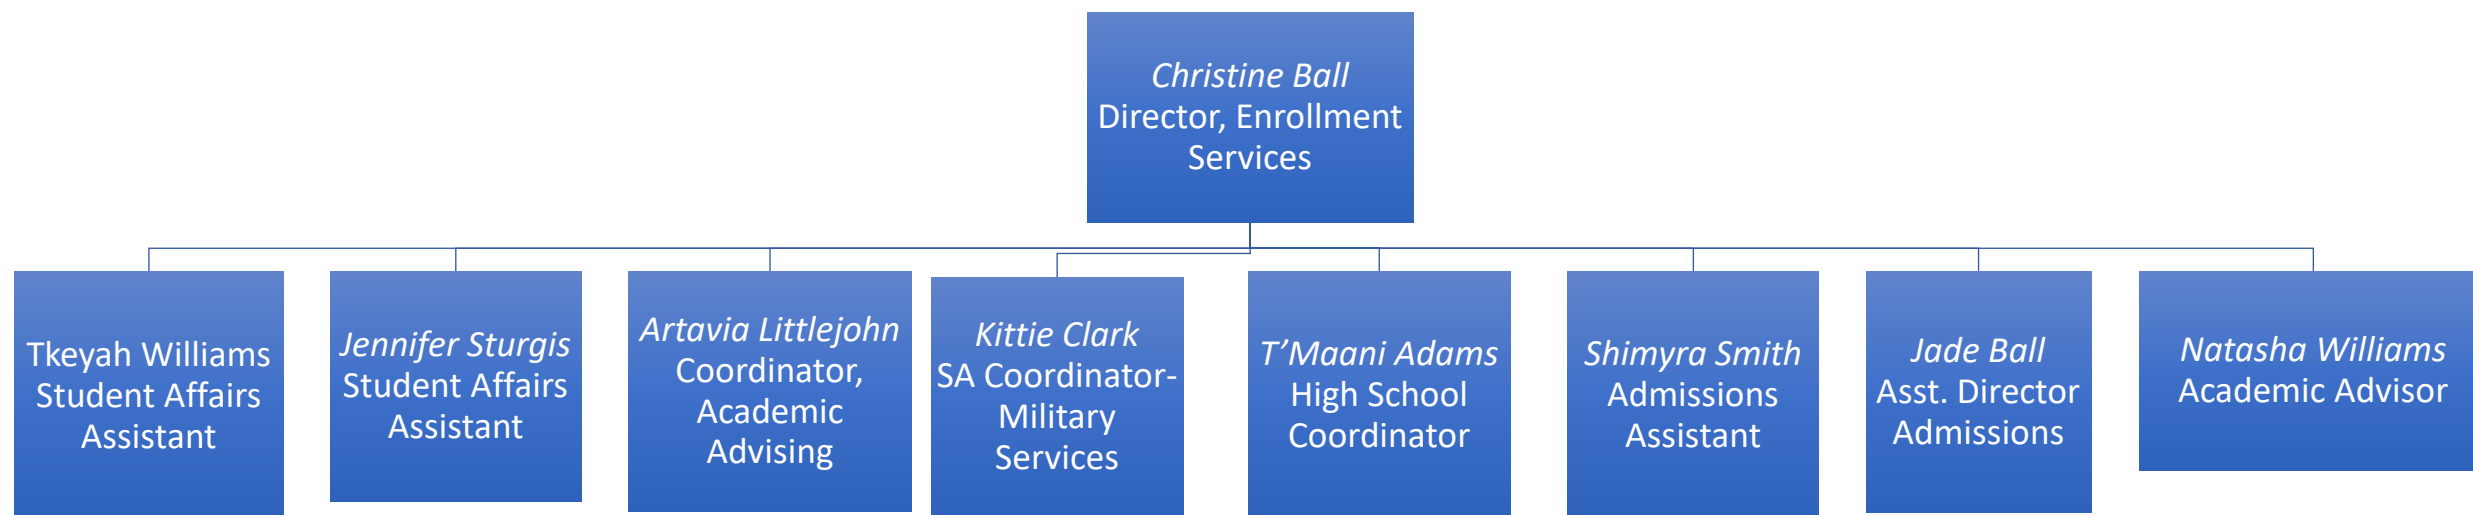 Christine Ball
Director, Enrollment
Services
Tkeyah Williams
Student Affairs
Assistant
Jennifer Sturgis
Student Affairs
Assistant
Artavia Littlejohn
Coordinator,
Academic
Advising
Kittie Clark
SA Coordinator-
Military
Services
T’Maani Adams
High School
Coordinator
Shimyra Smith
Admissions
Assistant
Jade Ball
Asst. Director
Admissions
Natasha Williams
Academic Advisor